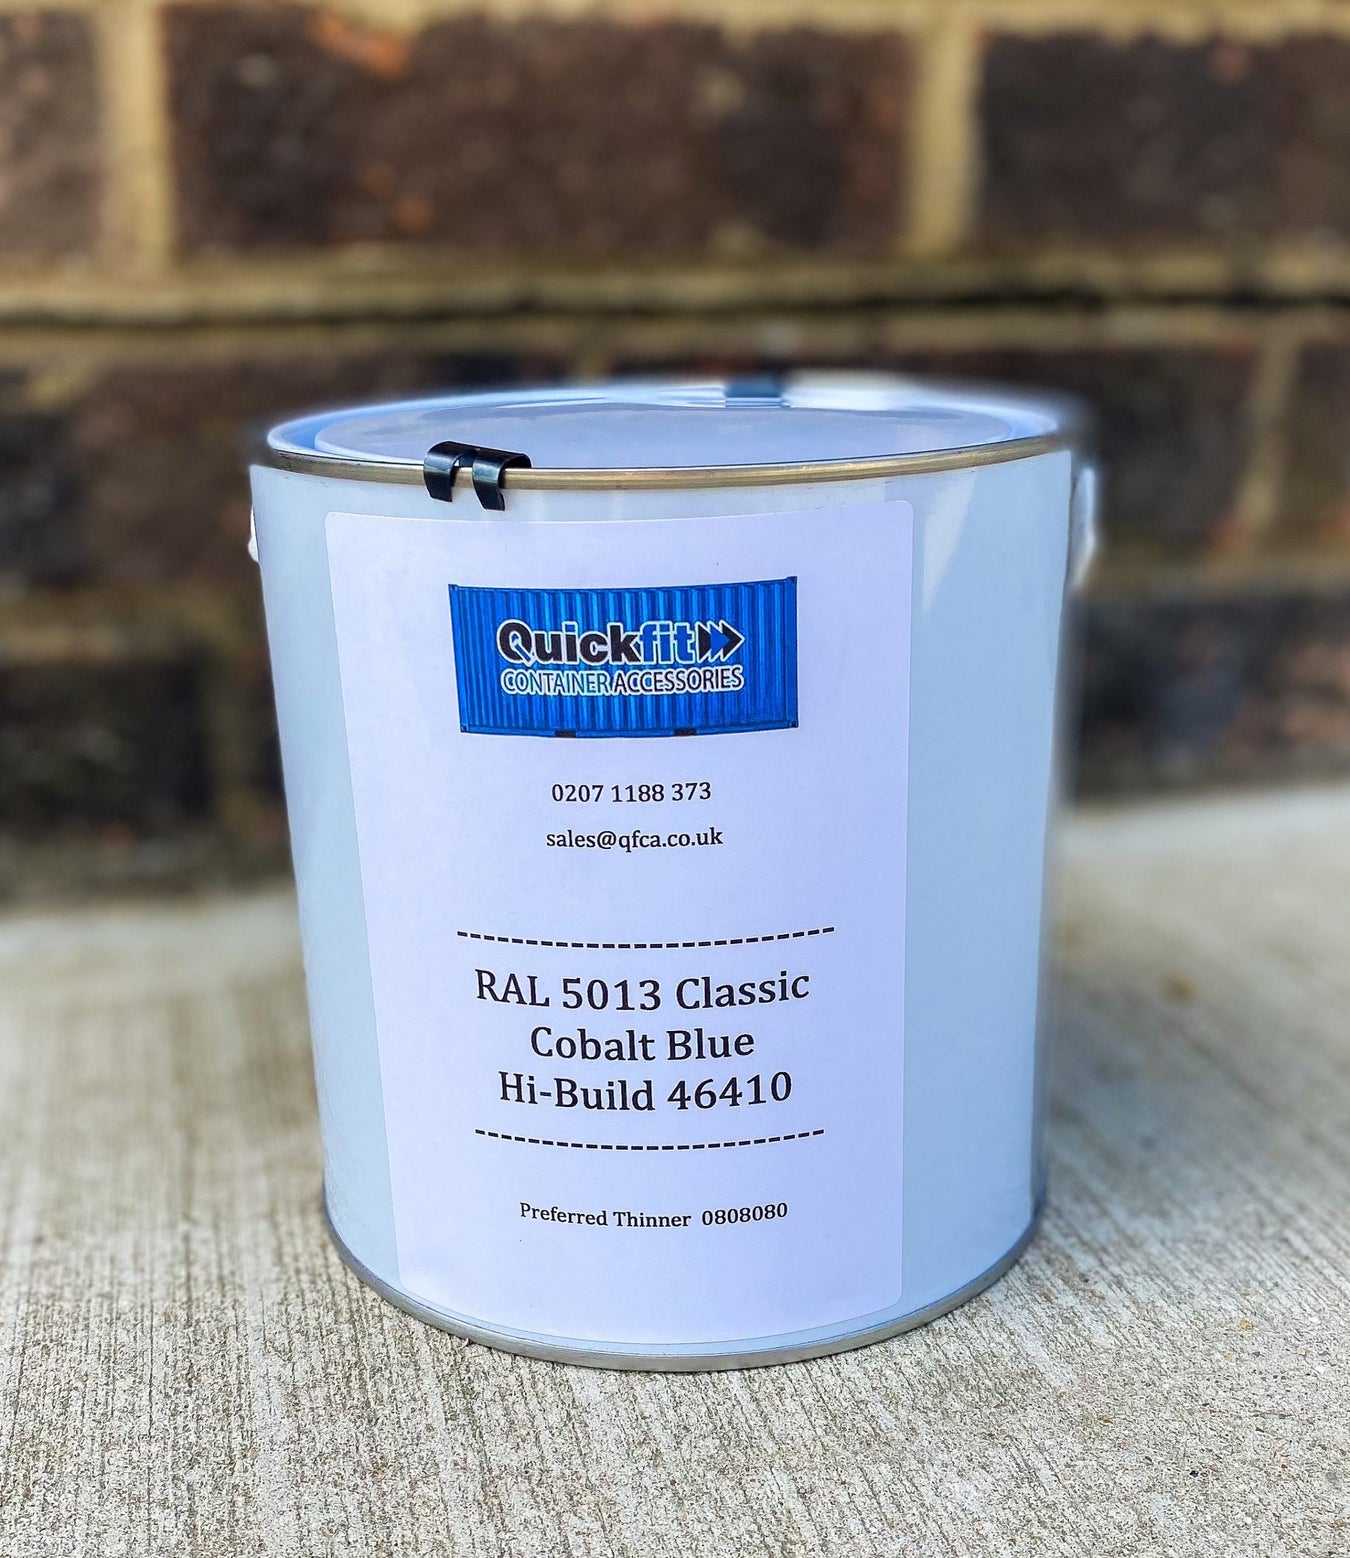 Quickfit
CONTAINER ACCESSORIES
0207 1188 373
sales@qfca.co.uk
RAL 5013 Classic
Cobalt Blue
Hi-Build 46410
Preferred Thinner 0808080